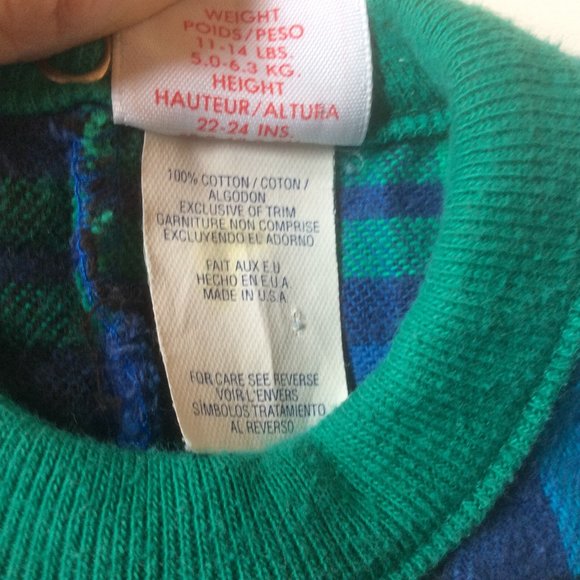 WEIGHT
POIDS/PESO
11-14 LBS.
5.0-6.3 KG.
HEIGHT
HAUTEUR/ALTURA
22-24 INS.
100% COTTON / COTON /
ALGODON
EXCLUSIVE OF TRIM
GARNITURE NON COMPRISE
EXCLUYENDO EL ADORNO
FAIT AUX E.U
HECHO EN E.U.A.
MADE IN U.S.A
FOR CARE SEE REVERSE
VOIR L'ENVERS
SÍMBOLOS TRATAMIENTO
AL REVERSO